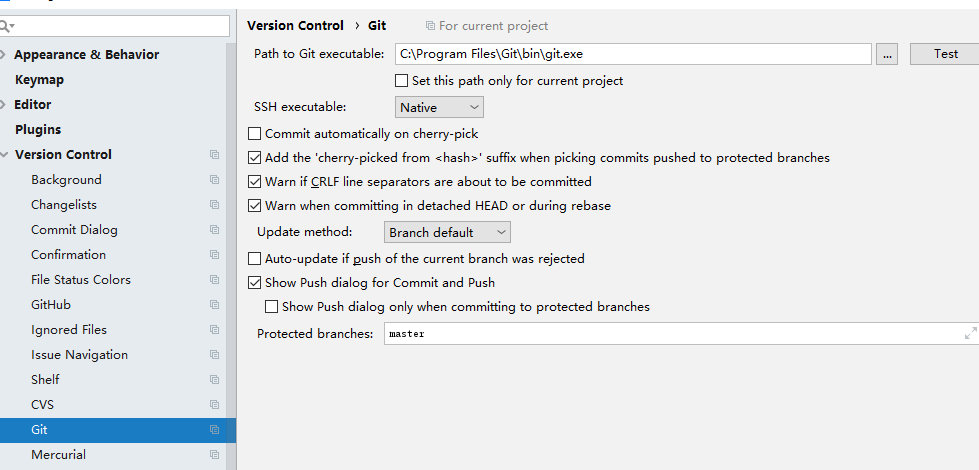 Version Control › Git
For current project
Appearance & Behavior
Keymap
Editor
Plugins
Version Control
Background
Changelists
Commit Dialog
Confirmation
File Status Colors
GitHub
Ignored Files
Issue Navigation
Shelf
CVS
Git
Mercurial
Path to Git executable: C:\Program Files\Git\bin\git.exe ... Test
Set this path only for current project
SSH executable: Native
Commit automatically on cherry-pick
Add the 'cherry-picked from <hash>' suffix when picking commits pushed to protected branches
Warn if CRLF line separators are about to be committed
Warn when committing in detached HEAD or during rebase
Update method: Branch default
Auto-update if push of the current branch was rejected
Show Push dialog for Commit and Push
Show Push dialog only when committing to protected branches
Protected branches: master